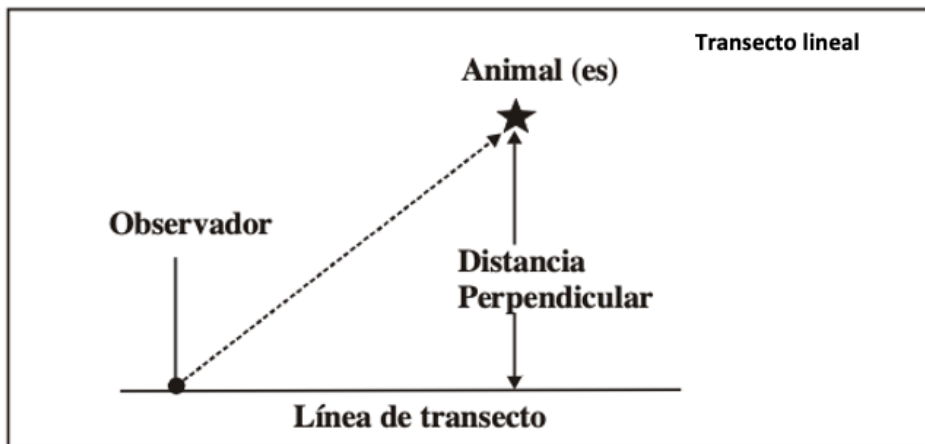 Transecto lineal
Animal (es)
Observador
Distancia
Perpendicular
Línea de transecto